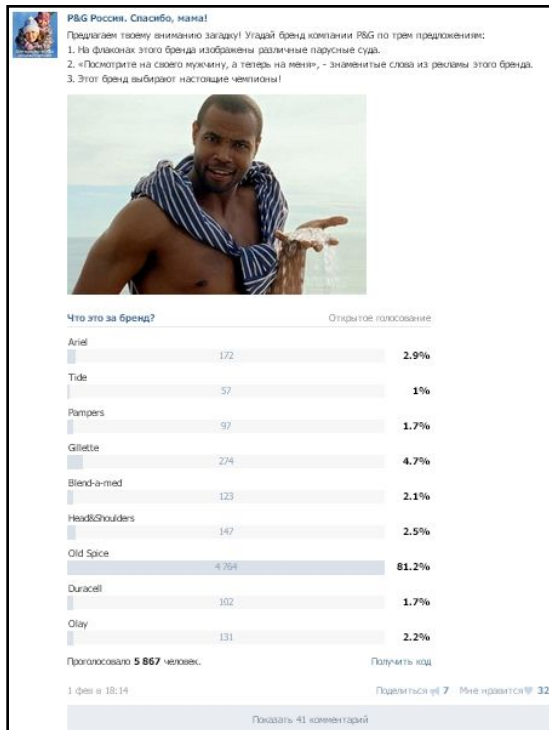 P&G Россия. Спасибо, мама!
Предлагаем твоему вниманию загадку! Угадай бренд компании P&G по трем предложениям:
1. На флаконах этого бренда изображены различные парусные суда.
2. «Посмотрите на своего мужчину, а теперь на меня», - знаменитые слова из рекламы этого бренда.
3. Этот бренд выбирают настоящие чемпионы!
Что это за бренд? Открытое голосование
Ariel
172 2.9%
Tide
57 1%
Pampers
97 1.7%
Gillette
274 4.7%
Blend-a-med
123 2.1%
Head&Shoulders
147 2.5%
Old Spice
4 764 81.2%
Duracell
102 1.7%
Olay
131 2.2%
Проголосовало 5 867 человек. Получить код
1 фев в 18:14 Поделиться 7 Мне нравится 32
Показать 41 комментарий